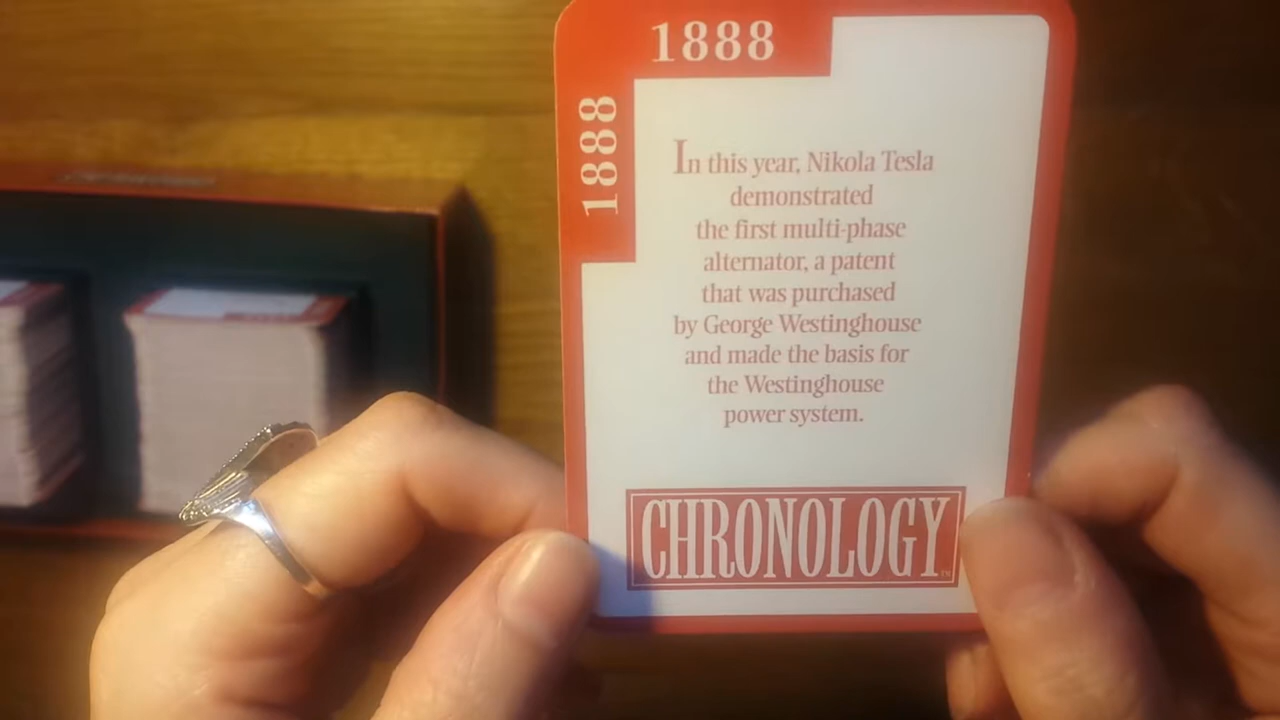 1888
1888
In this year, Nikola Tesla
demonstrated
the first multi-phase
alternator, a patent
that was purchased
by George Westinghouse
and made the basis for
the Westinghouse
power system.
CHRONOLOGY™